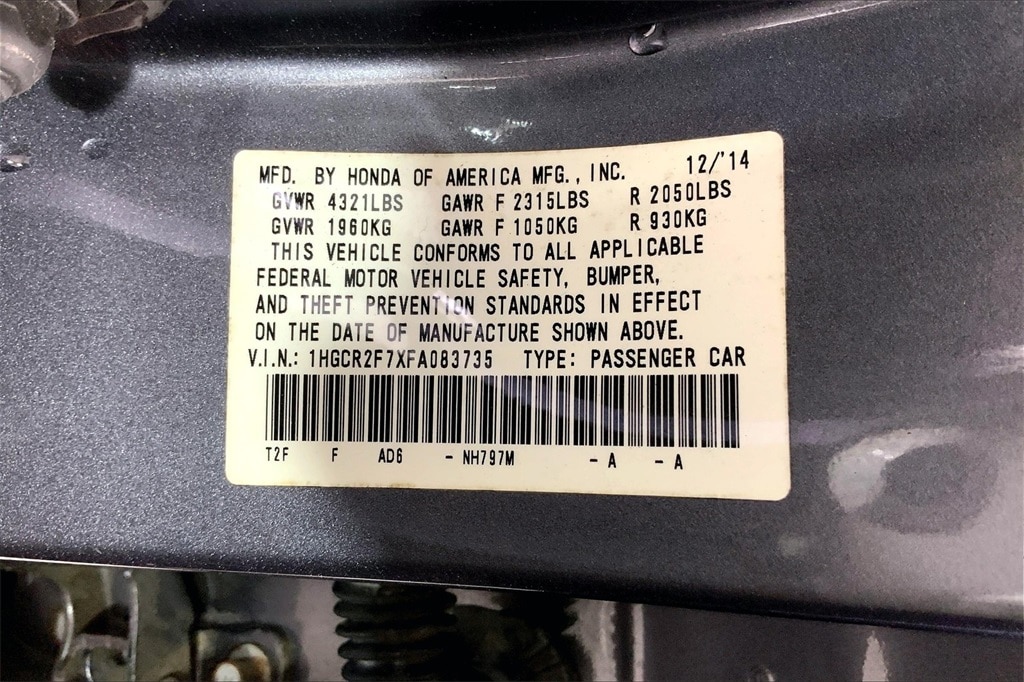 MFD. BY HONDA OF AMERICA MFG., INC. 12/'14
GVWR 4321LBS GAWR F 2315LBS R 2050LBS
GVWR 1960KG GAWR F 1050KG R 930KG
THIS VEHICLE CONFORMS TO ALL APPLICABLE
FEDERAL MOTOR VEHICLE SAFETY, BUMPER,
AND THEFT PREVENTION STANDARDS IN EFFECT
ON THE DATE OF MANUFACTURE SHOWN ABOVE.
V.I.N.: 1HGCR2F7XFA083735 TYPE: PASSENGER CAR
T2F F AD6 - NH797M - A - A